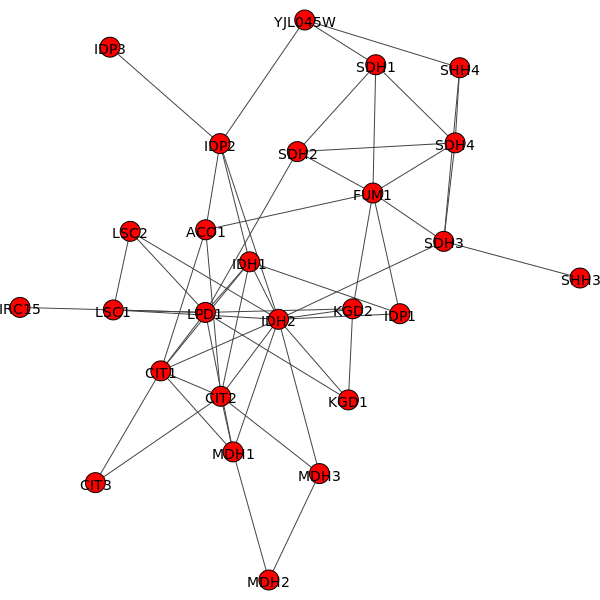 YJL045W
IDP3
SDH1
SHH4
IDP2
SDH2
SDH4
FUM1
LSC2
ACO1
SDH3
IDH1
SHH3
IRC15
LSC1
LPD1
IDH2
KGD2
IDP1
CIT1
CIT2
KGD1
MDH1
MDH3
CIT3
MDH2